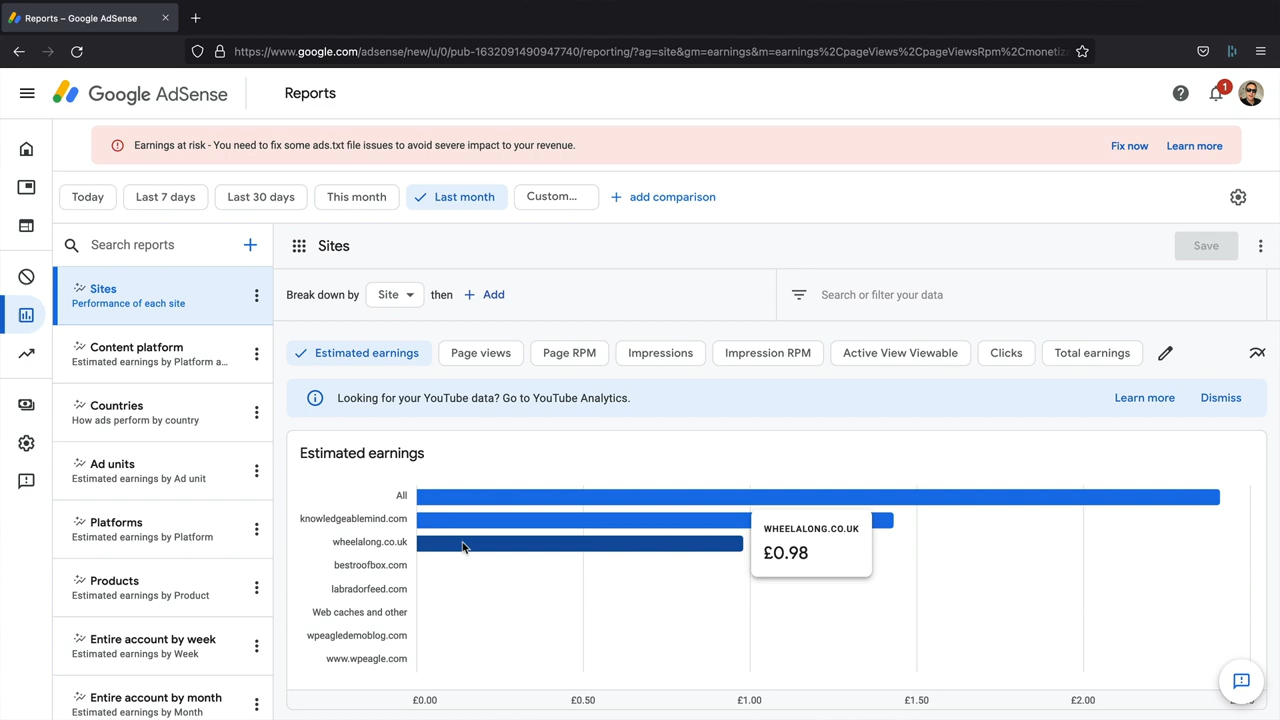 Reports – Google AdSense
https://www.google.com/adsense/new/u/0/pub-1632091490947740/reporting/?ag=site&gm=earnings&m=earnings%2CpageViews%2CpageViewsRpm%2Cmonetiz
Google AdSense
Reports
1
Earnings at risk - You need to fix some ads.txt file issues to avoid severe impact to your revenue.
Fix now
Learn more
Today
Last 7 days
Last 30 days
This month
Last month
Custom...
add comparison
Search reports
Sites
Save
Sites
Performance of each site
Break down by
Site
then
Add
Search or filter your data
Content platform
Estimated earnings by Platform a...
Countries
How ads perform by country
Ad units
Estimated earnings by Ad unit
Platforms
Estimated earnings by Platform
Products
Estimated earnings by Product
Entire account by week
Estimated earnings by Week
Entire account by month
Estimated earnings by Month
Estimated earnings
Page views
Page RPM
Impressions
Impression RPM
Active View Viewable
Clicks
Total earnings
Looking for your YouTube data? Go to YouTube Analytics.
Learn more
Dismiss
Estimated earnings
All
knowledgeablemind.com
wheelalong.co.uk
bestroofbox.com
labradorfeed.com
Web caches and other
wpeagledemoblog.com
www.wpeagle.com
WHEELALONG.CO.UK
£0.98
£0.00
£0.50
£1.00
£1.50
£2.00